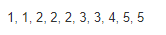 1, 1, 2, 2, 2, 3, 3, 4, 5, 5